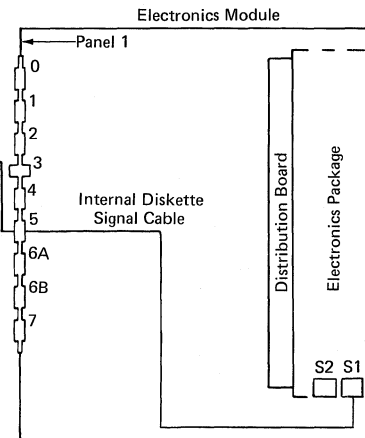 Electronics Module
Panel 1
0
1
2
3
4
Internal Diskette
Signal Cable
5
6A
6B
7
Distribution Board
Electronics Package
S2 S1